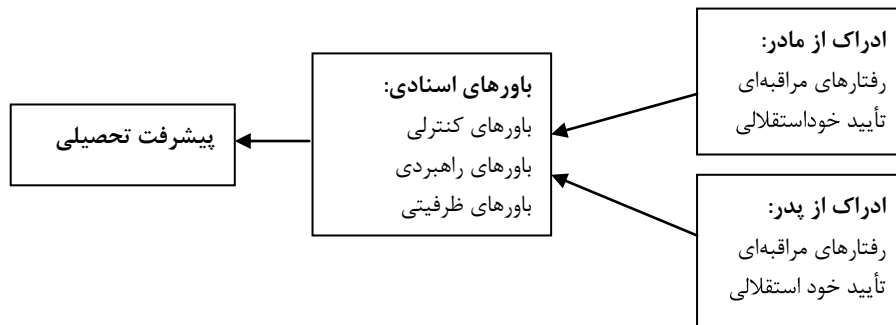 ادراک از مادر:
رفتارهای مراقبه‌ای
تأیید خوداستقلالی
ادراک از پدر:
رفتارهای مراقبه‌ای
تأیید خود استقلالی
باورهای اسنادی:
باورهای کنترلی
باورهای راهبردی
باورهای ظرفیتی
پیشرفت تحصیلی